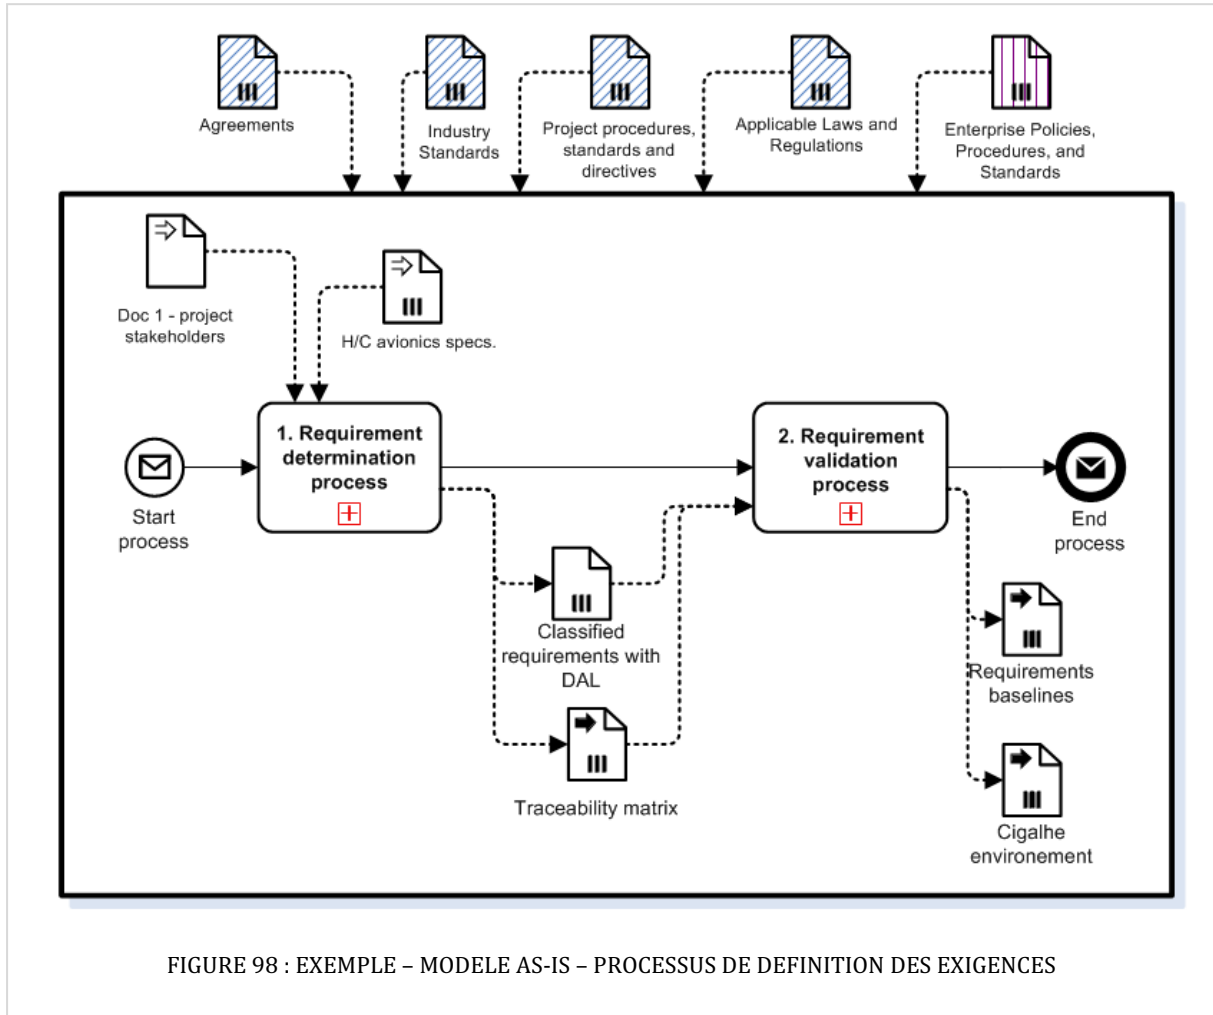 Agreements
Industry
Standards
Project procedures,
standards and
directives
Applicable Laws and
Regulations
Enterprise Policies,
Procedures, and
Standards
Doc 1 - project
stakeholders
H/C avionics specs.
Start
process
1. Requirement
determination
process
2. Requirement
validation
process
End
process
Classified
requirements with
DAL
Traceability matrix
Requirements
baselines
Cigalhe
environement
FIGURE 98 : EXEMPLE – MODELE AS-IS – PROCESSUS DE DEFINITION DES EXIGENCES